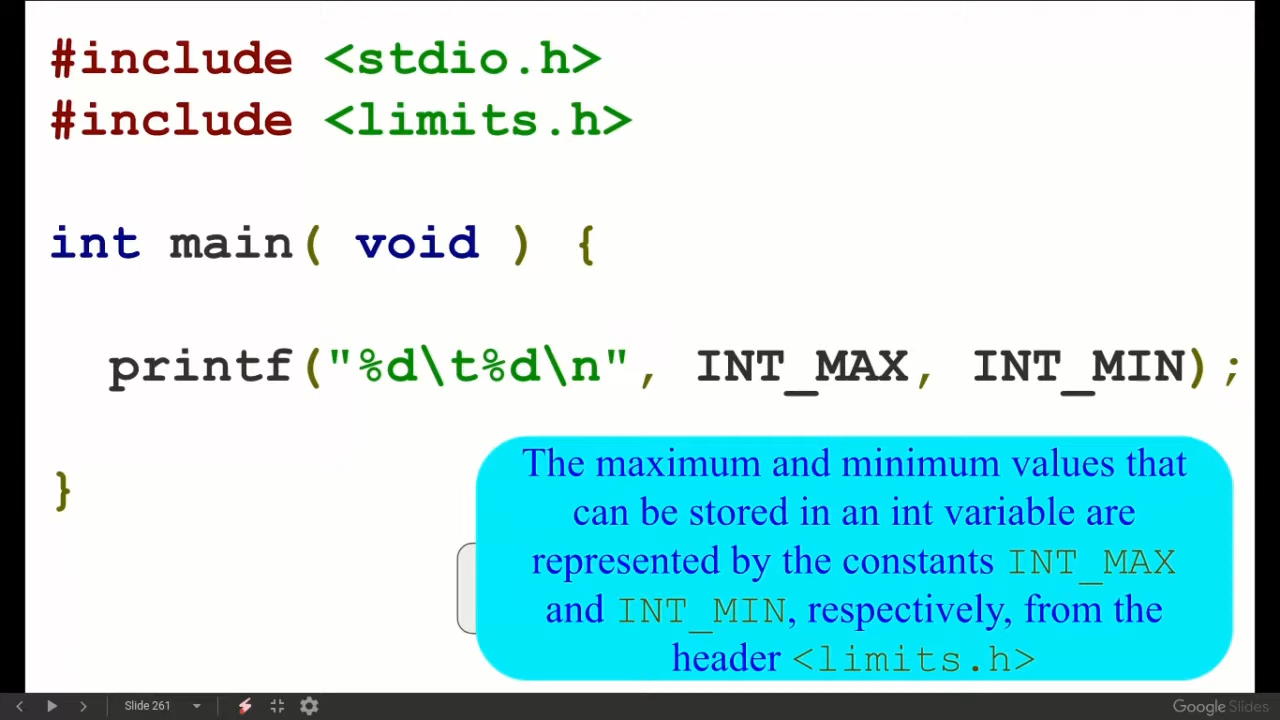 #include <stdio.h>
#include <limits.h>
int main( void ) {
printf("%d\t%d\n", INT_MAX, INT_MIN);
}
The maximum and minimum values that
can be stored in an int variable are
represented by the constants INT_MAX
and INT_MIN, respectively, from the
header <limits.h>
Slide 261
Google Slides